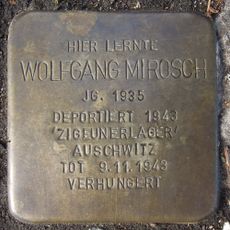 HIER LERNTE
WOLFGANG MIROSCH
JG. 1935
DEPORTIERT 1943
'ZIGEUNERLAGER'
AUSCHWITZ
TOT 9.11.1943
VERHUNGERT